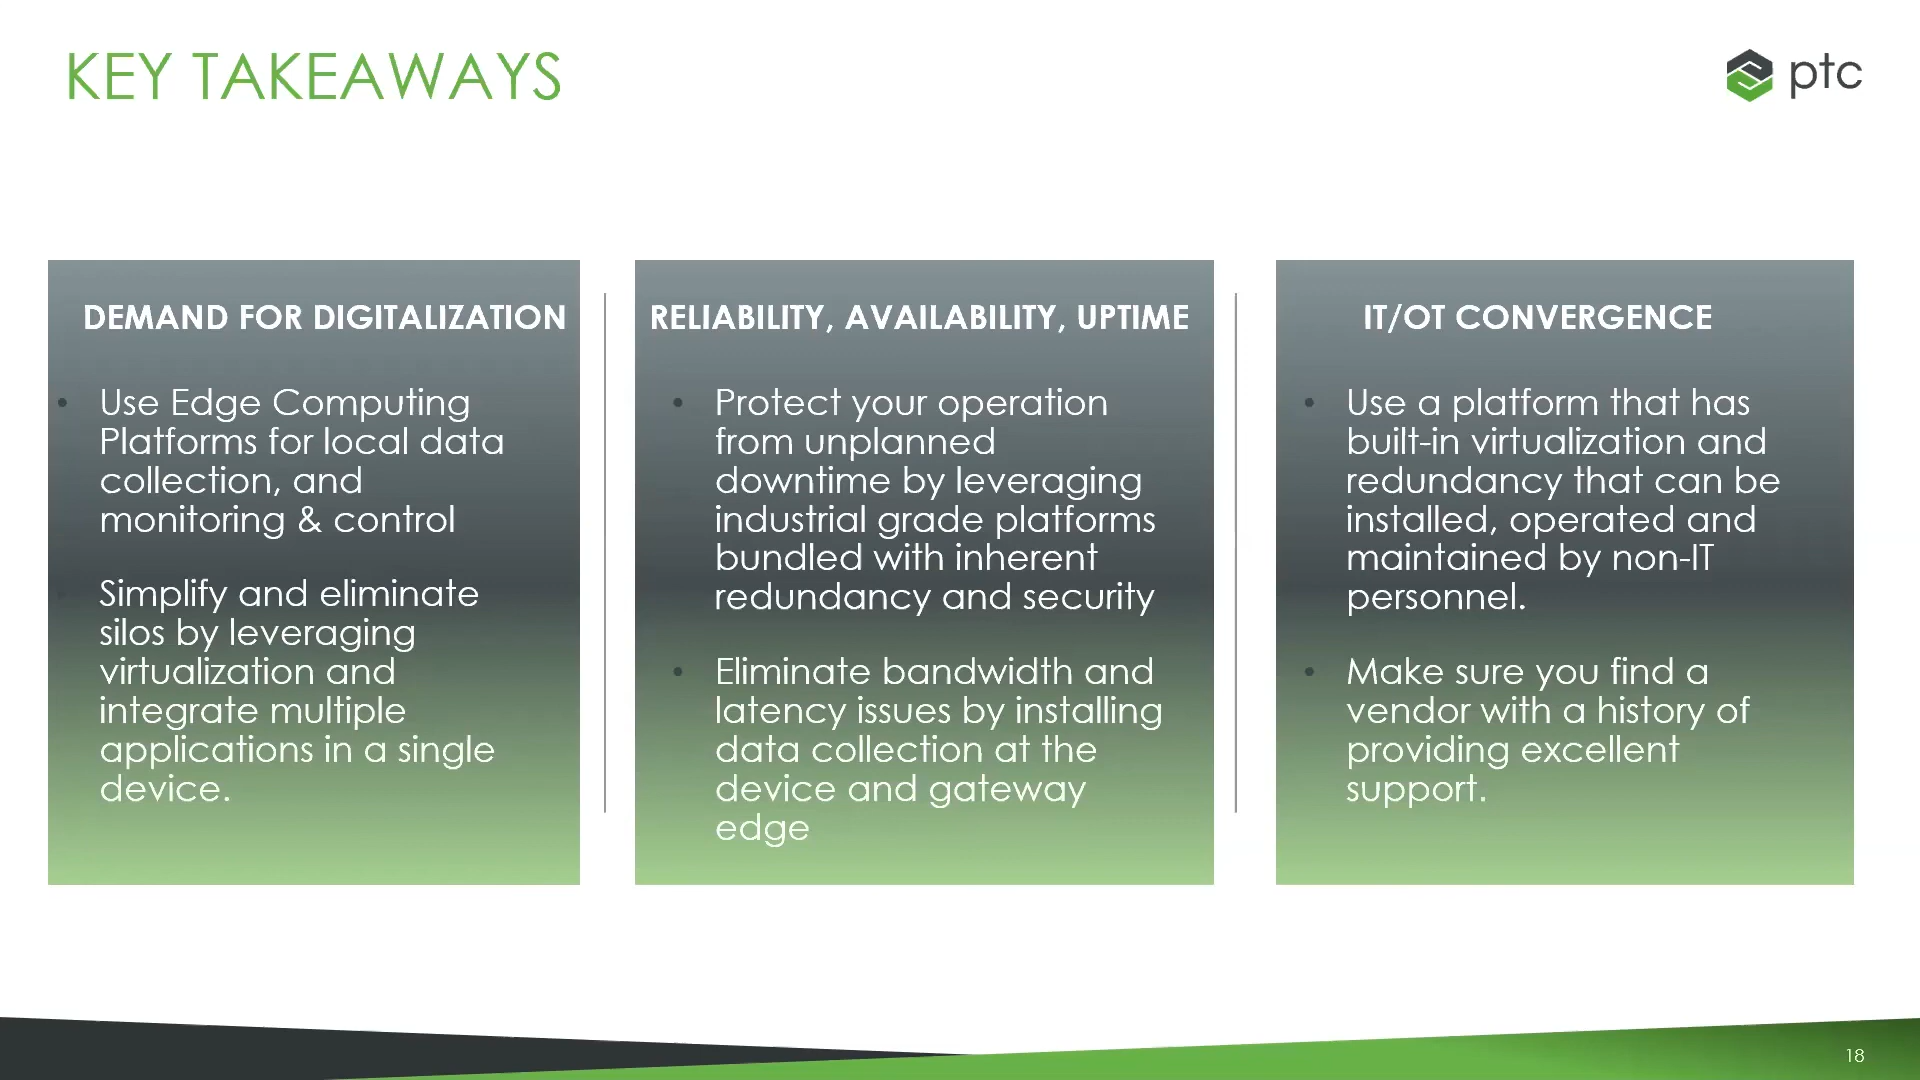 KEY TAKEAWAYS
ptc
DEMAND FOR DIGITALIZATION
• Use Edge Computing
Platforms for local data
collection, and
monitoring & control
• Simplify and eliminate
silos by leveraging
virtualization and
integrate multiple
applications in a single
device.
RELIABILITY, AVAILABILITY, UPTIME
• Protect your operation
from unplanned
downtime by leveraging
industrial grade platforms
bundled with inherent
redundancy and security
• Eliminate bandwidth and
latency issues by installing
data collection at the
device and gateway
edge
IT/OT CONVERGENCE
• Use a platform that has
built-in virtualization and
redundancy that can be
installed, operated and
maintained by non-IT
personnel.
• Make sure you find a
vendor with a history of
providing excellent
support.
18